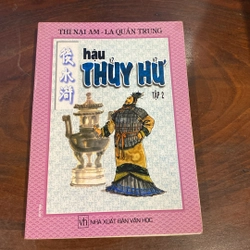 THI NẠI AM - LA QUÁN TRUNG
後水滸
hậu
THỦY HỬ
TẬP 2
VH NHÀ XUẤT BẢN VĂN HỌC